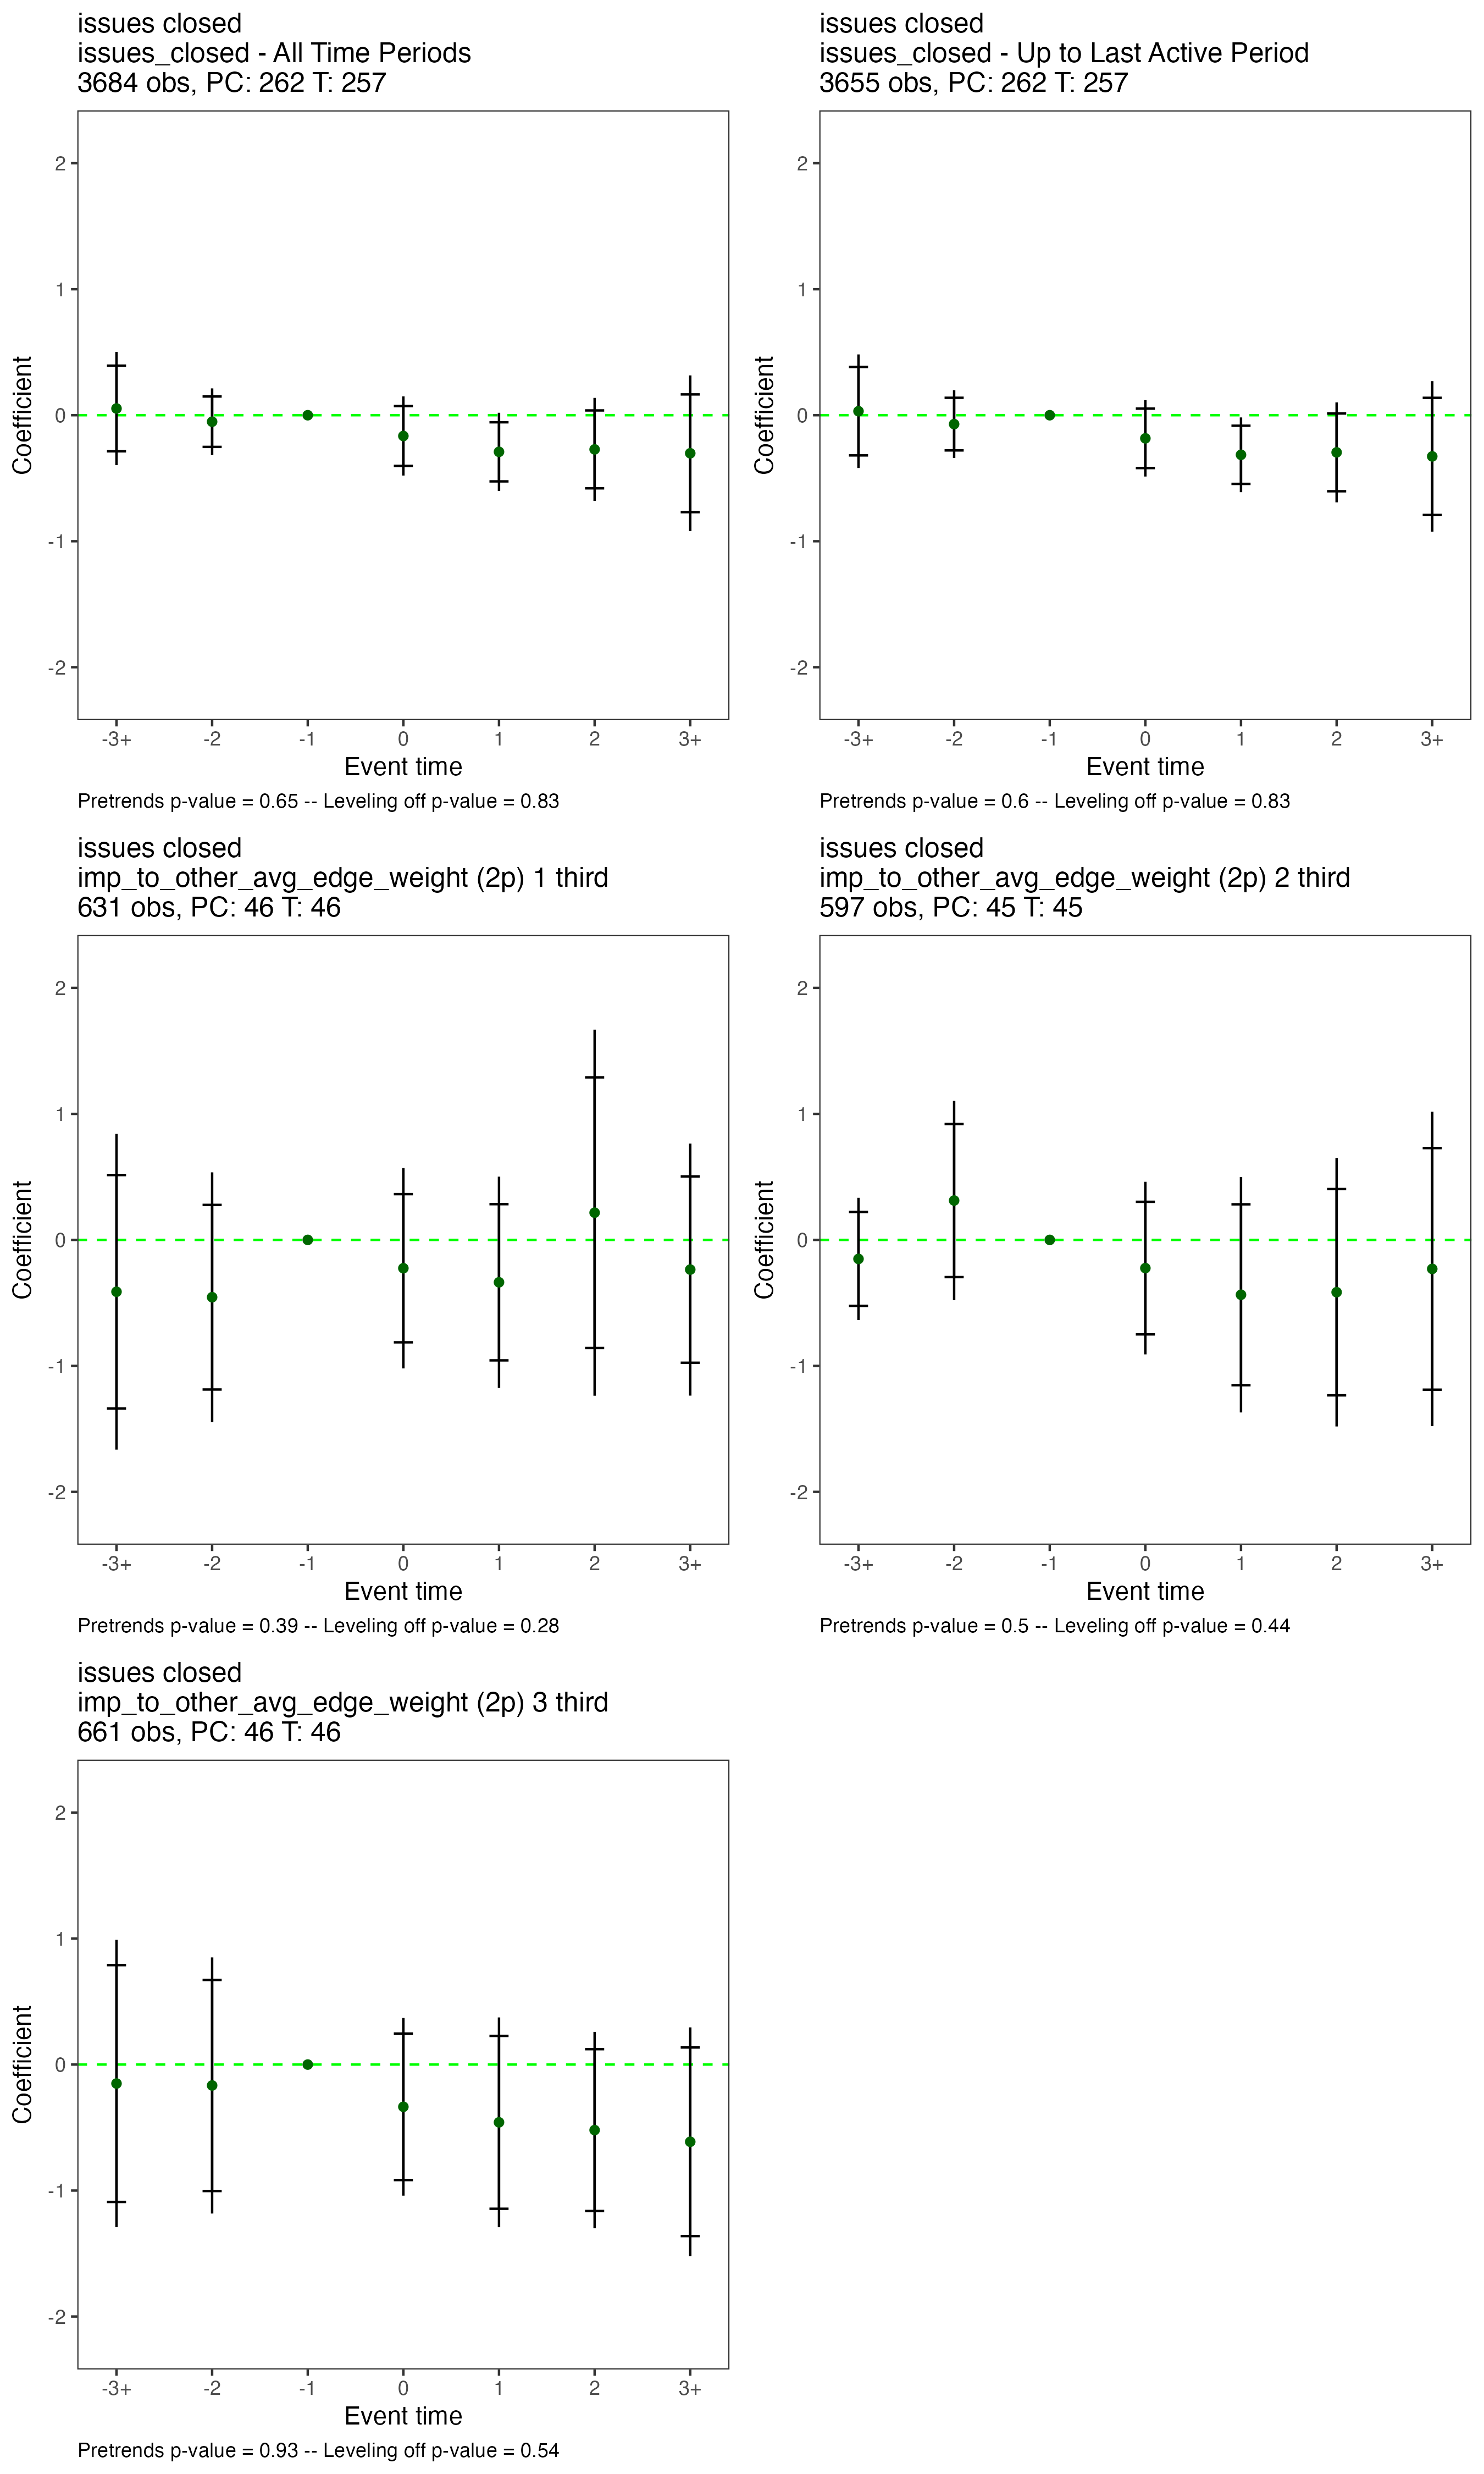 issues closed
issues_closed - All Time Periods
3684 obs, PC: 262 T: 257
2
1
0
-1
-2
Coefficient
-3+ -2 -1 0 1 2 3+
Event time
Pretrends p-value = 0.65 -- Leveling off p-value = 0.83
issues closed
issues_closed - Up to Last Active Period
3655 obs, PC: 262 T: 257
2
1
0
-1
-2
Coefficient
-3+ -2 -1 0 1 2 3+
Event time
Pretrends p-value = 0.6 -- Leveling off p-value = 0.83
issues closed
imp_to_other_avg_edge_weight (2p) 1 third
631 obs, PC: 46 T: 46
2
1
0
-1
-2
Coefficient
-3+ -2 -1 0 1 2 3+
Event time
Pretrends p-value = 0.39 -- Leveling off p-value = 0.28
issues closed
imp_to_other_avg_edge_weight (2p) 2 third
597 obs, PC: 45 T: 45
2
1
0
-1
-2
Coefficient
-3+ -2 -1 0 1 2 3+
Event time
Pretrends p-value = 0.5 -- Leveling off p-value = 0.44
issues closed
imp_to_other_avg_edge_weight (2p) 3 third
661 obs, PC: 46 T: 46
2
1
0
-1
-2
Coefficient
-3+ -2 -1 0 1 2 3+
Event time
Pretrends p-value = 0.93 -- Leveling off p-value = 0.54